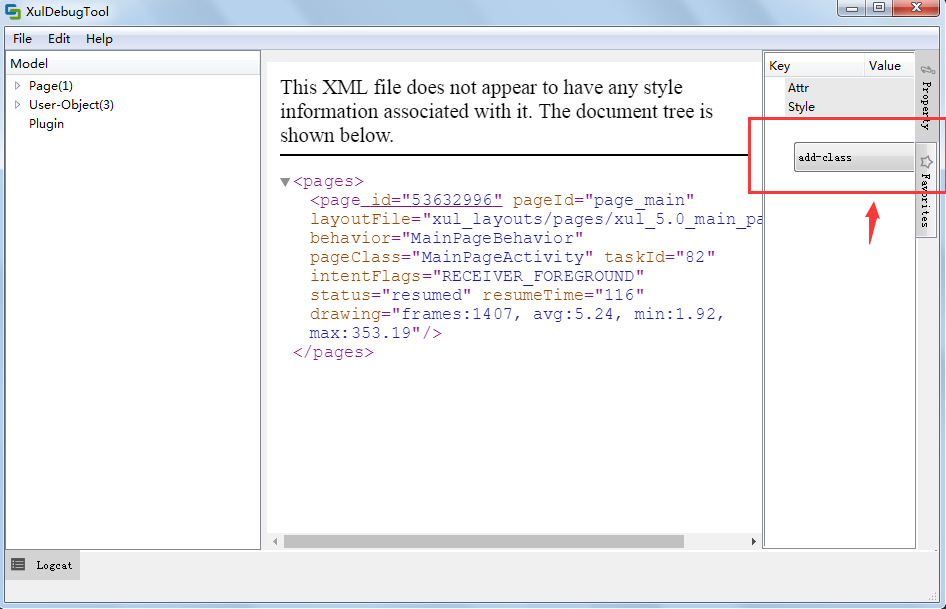 XulDebugTool
File Edit Help
Model
Page(1)
User-Object(3)
Plugin
This XML file does not appear to have any style
information associated with it. The document tree is
shown below.
<pages>
<page id="53632996" pageId="page_main"
layoutFile="xul_layouts/pages/xul_5.0_main_pa
behavior="MainPageBehavior"
pageClass="MainPageActivity" taskId="82"
intentFlags="RECEIVER_FOREGROUND"
status="resumed" resumeTime="116"
drawing="frames:1407, avg:5.24, min:1.92,
max:353.19"/>
</pages>
Key Value
Attr
Style
add-class
Property
Favorites
Logcat